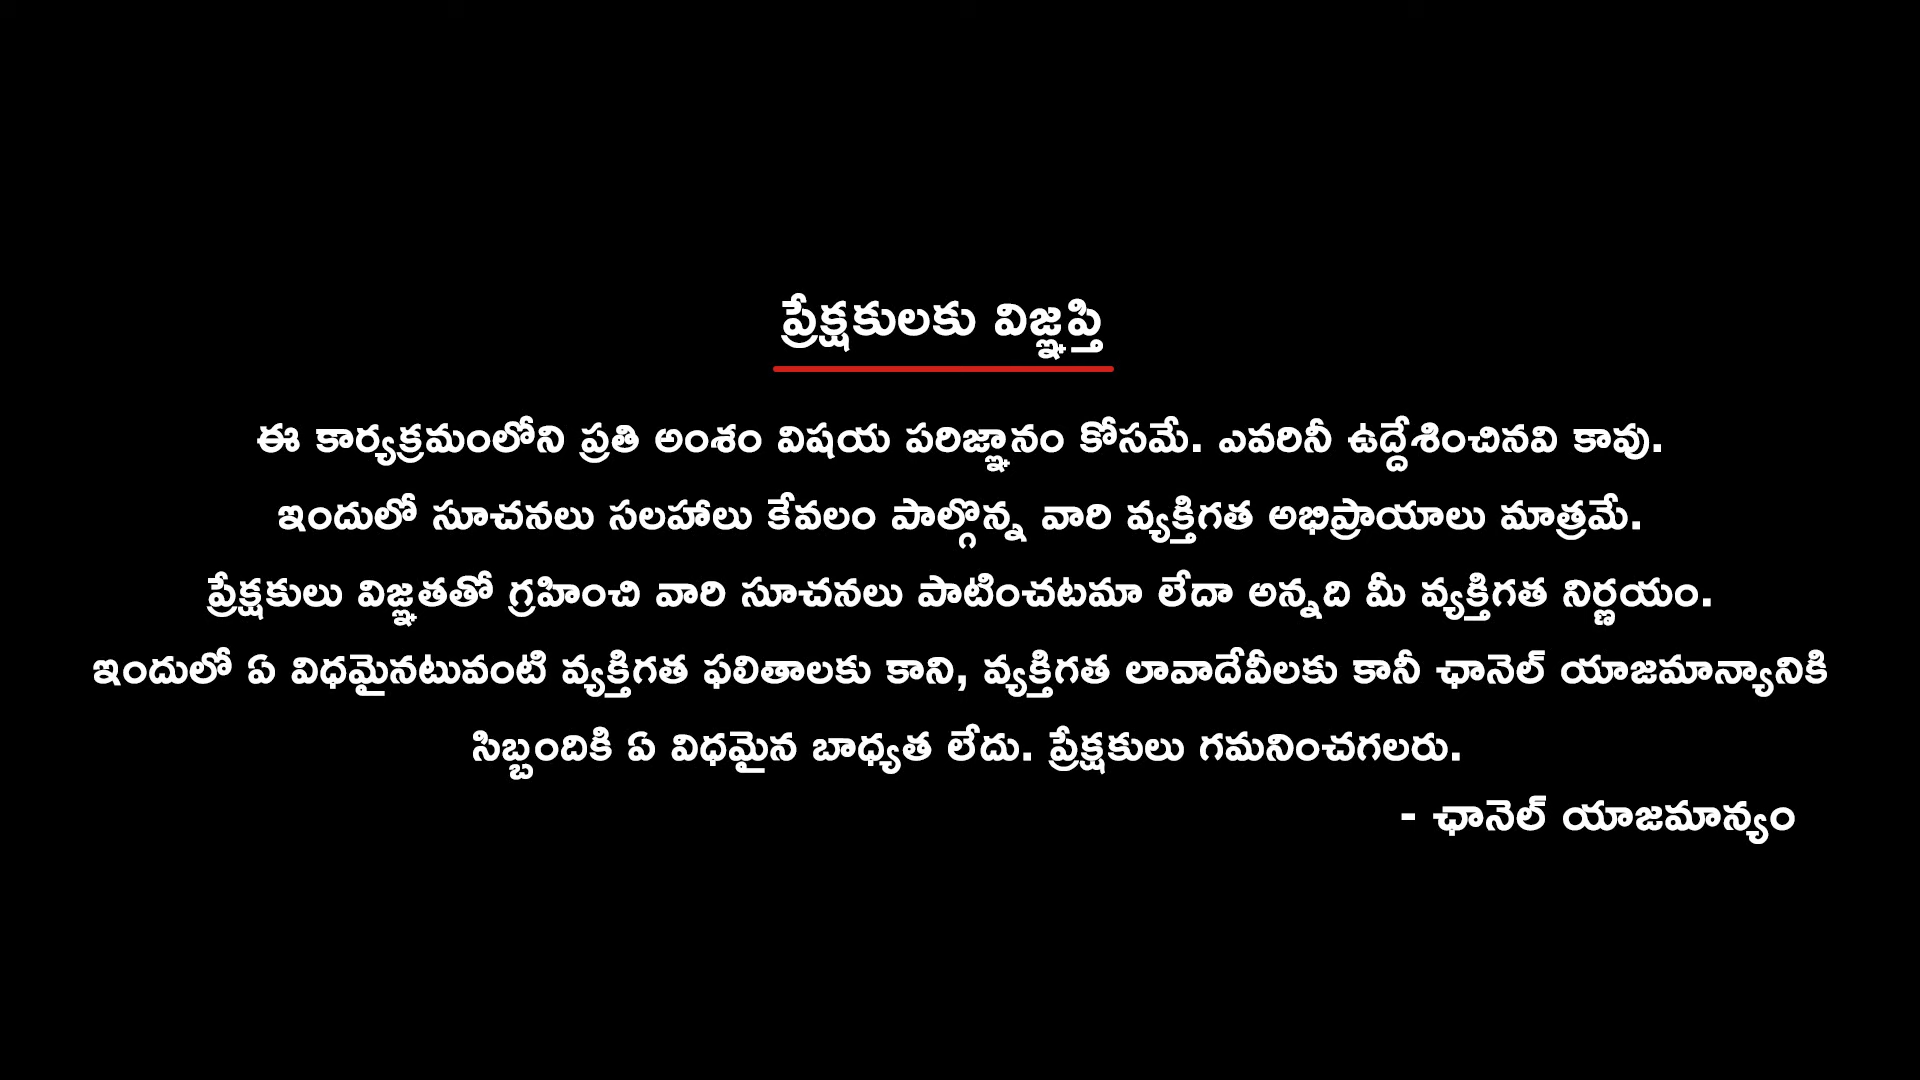 ప్రేక్షకులకు విజ్ఞప్తి
ఈ కార్యక్రమంలోని ప్రతి అంశం విషయ పరిజ్ఞానం కోసమే. ఎవరినీ ఉద్దేశించినవి కావు.
ఇందులో సూచనలు సలహాలు కేవలం పాల్గొన్న వారి వ్యక్తిగత అభిప్రాయాలు మాత్రమే.
ప్రేక్షకులు విజ్ఞతతో గ్రహించి వారి సూచనలు పాటించటమా లేదా అన్నది మీ వ్యక్తిగత నిర్ణయం.
ఇందులో ఏ విధమైనటువంటి వ్యక్తిగత ఫలితాలకు కాని, వ్యక్తిగత లావాదేవీలకు కానీ ఛానెల్ యాజమాన్యానికి
సిబ్బందికి ఏ విధమైన బాధ్యత లేదు. ప్రేక్షకులు గమనించగలరు.
- ఛానెల్ యాజమాన్యం